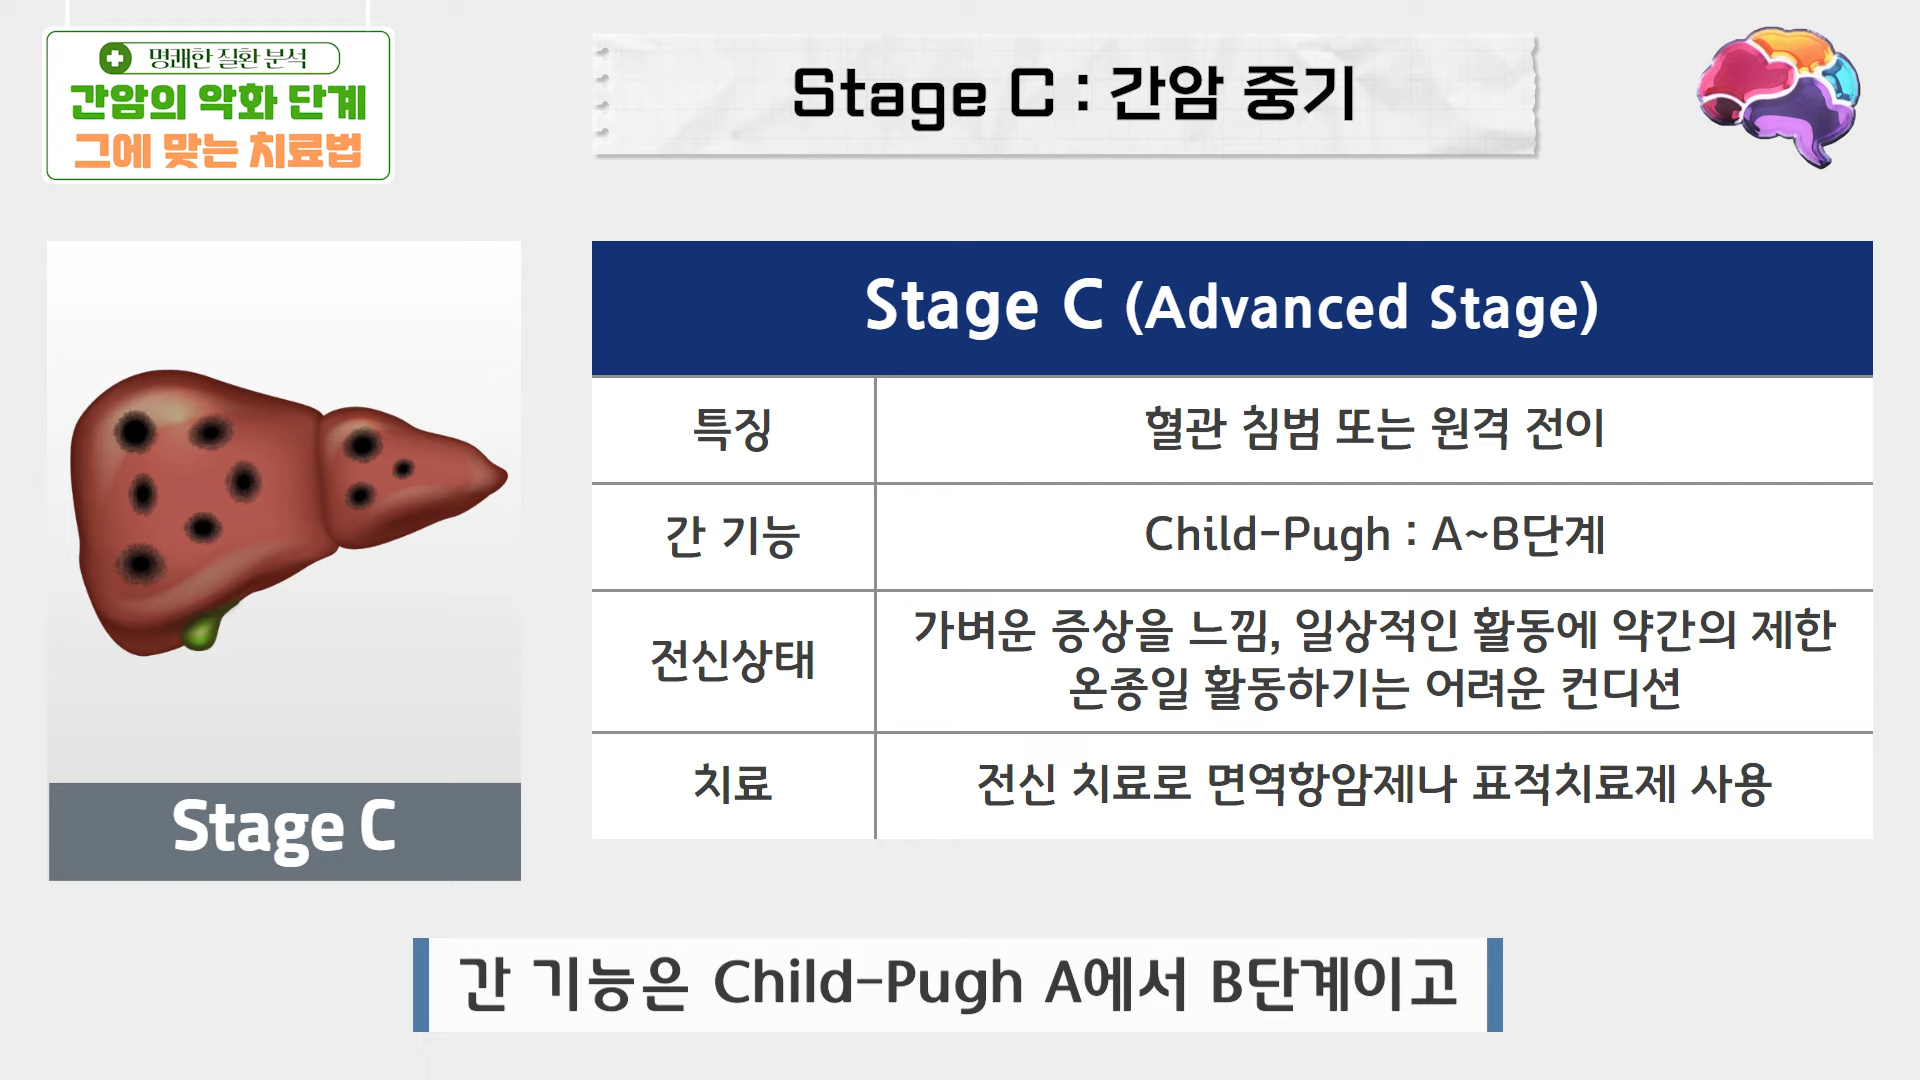 명쾌한 질환 분석
간암의 악화 단계
그에 맞는 치료법
Stage C : 간암 중기
Stage C
Stage C (Advanced Stage)
특징
혈관 침범 또는 원격 전이
간 기능
Child-Pugh : A~B단계
전신상태
가벼운 증상을 느낌, 일상적인 활동에 약간의 제한
온종일 활동하기는 어려운 컨디션
치료
전신 치료로 면역항암제나 표적치료제 사용
간 기능은 Child-Pugh A에서 B단계이고